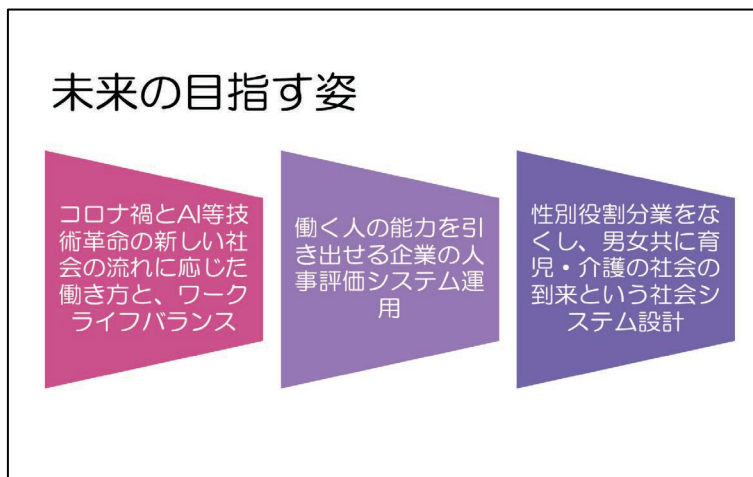 未来の目指す姿
コロナ禍とAI等技
術革命の新しい社
会の流れに応じた
働き方と、ワーク
ライフバランス
働く人の能力を引
き出せる企業の人
事評価システム運
用
性別役割分業をな
くし、男女共に育
児・介護の社会の
到来という社会シ
ステム設計